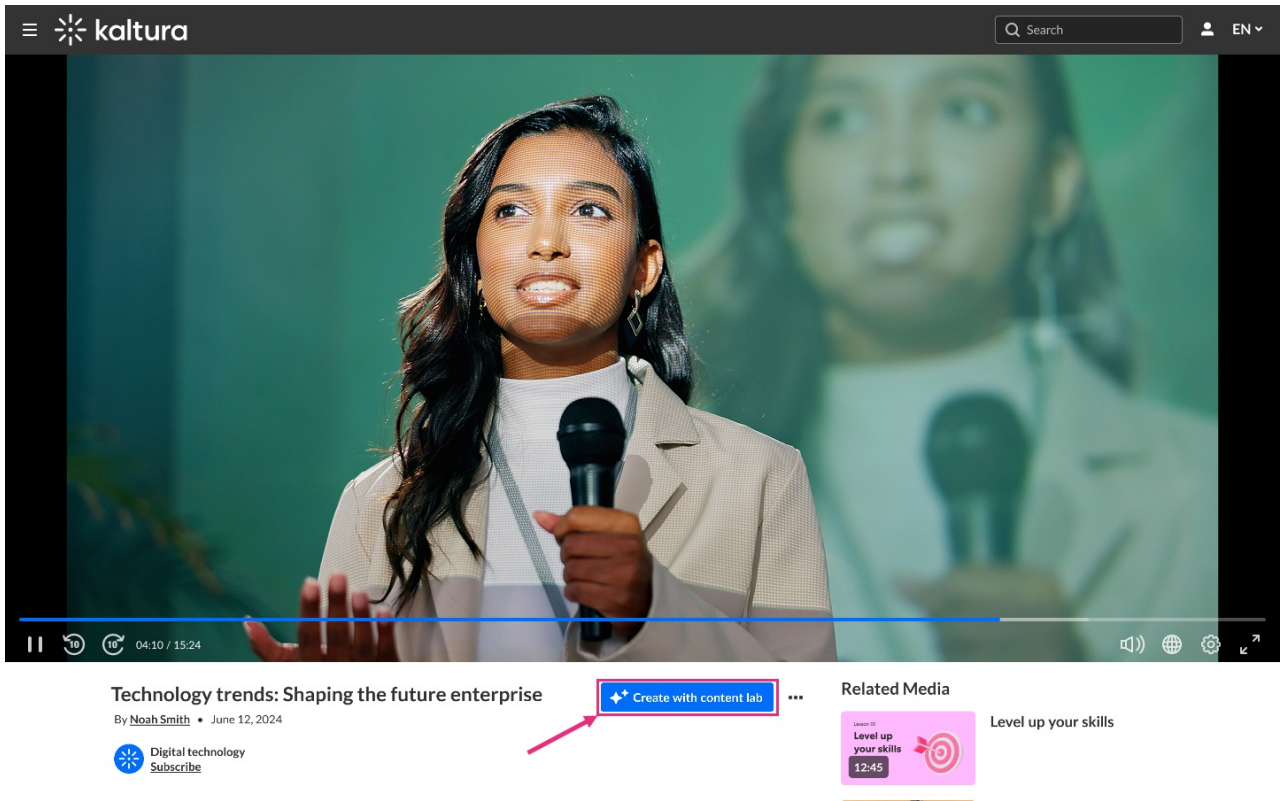 kaltura
Search
EN
10
10
04:10 / 15:24
Technology trends: Shaping the future enterprise
Create with content lab
By Noah Smith • June 12, 2024
Digital technology
Subscribe
Related Media
Lesson 01
Level up
your skills
12:45
Level up your skills